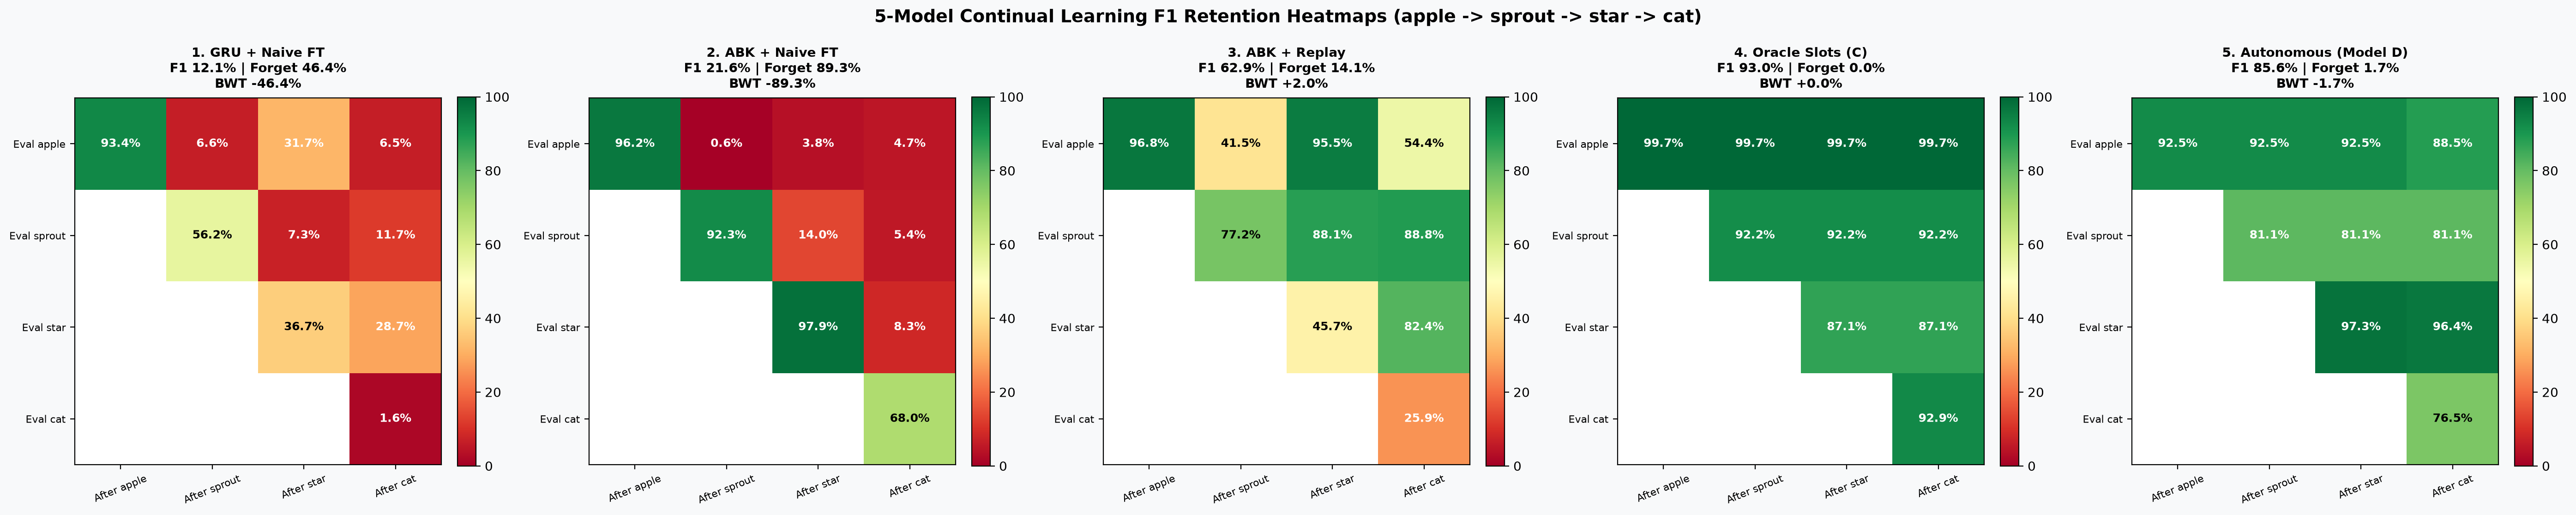 5-Model Continual Learning F1 Retention Heatmaps (apple -> sprout -> star -> cat)
1. GRU + Naive FT
F1 12.1% | Forget 46.4%
BWT -46.4%
Eval apple 93.4% 6.6% 31.7% 6.5%
Eval sprout 56.2% 7.3% 11.7%
Eval star 36.7% 28.7%
Eval cat 1.6%
After apple After sprout After star After cat
100
80
60
40
20
0
2. ABK + Naive FT
F1 21.6% | Forget 89.3%
BWT -89.3%
Eval apple 96.2% 0.6% 3.8% 4.7%
Eval sprout 92.3% 14.0% 5.4%
Eval star 97.9% 8.3%
Eval cat 68.0%
After apple After sprout After star After cat
100
80
60
40
20
0
3. ABK + Replay
F1 62.9% | Forget 14.1%
BWT +2.0%
Eval apple 96.8% 41.5% 95.5% 54.4%
Eval sprout 77.2% 88.1% 88.8%
Eval star 45.7% 82.4%
Eval cat 25.9%
After apple After sprout After star After cat
100
80
60
40
20
0
4. Oracle Slots (C)
F1 93.0% | Forget 0.0%
BWT +0.0%
Eval apple 99.7% 99.7% 99.7% 99.7%
Eval sprout 92.2% 92.2% 92.2%
Eval star 87.1% 87.1%
Eval cat 92.9%
After apple After sprout After star After cat
100
80
60
40
20
0
5. Autonomous (Model D)
F1 85.6% | Forget 1.7%
BWT -1.7%
Eval apple 92.5% 92.5% 92.5% 88.5%
Eval sprout 81.1% 81.1% 81.1%
Eval star 97.3% 96.4%
Eval cat 76.5%
After apple After sprout After star After cat
100
80
60
40
20
0